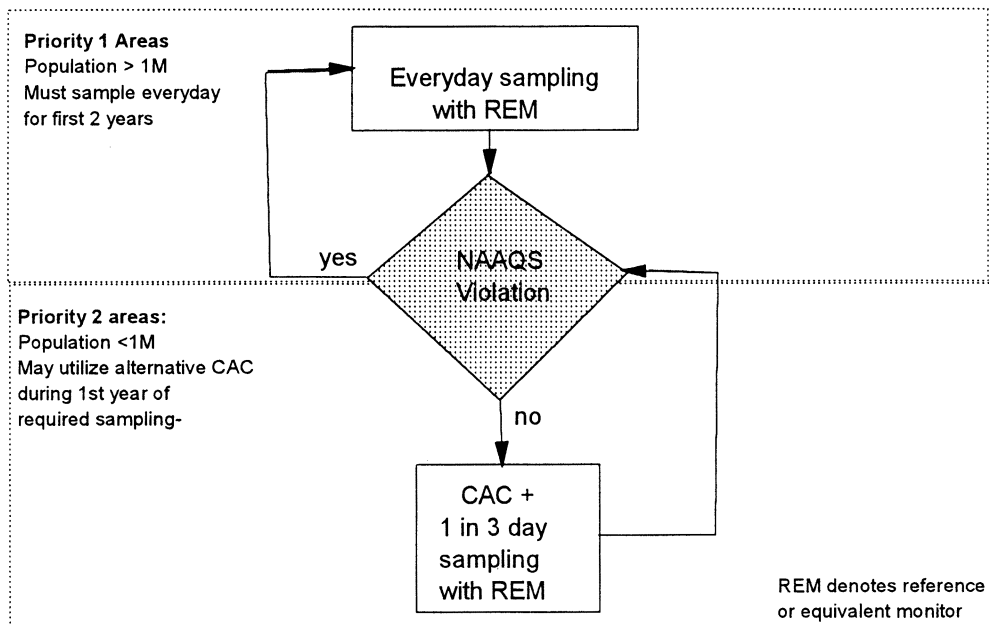 Priority 1 Areas
Population > 1M
Must sample everyday
for first 2 years
Everyday sampling
with REM
yes
NAAQS
Violation
Priority 2 areas:
Population <1M
May utilize alternative CAC
during 1st year of
required sampling-
no
CAC +
1 in 3 day
sampling
with REM
REM denotes reference
or equivalent monitor